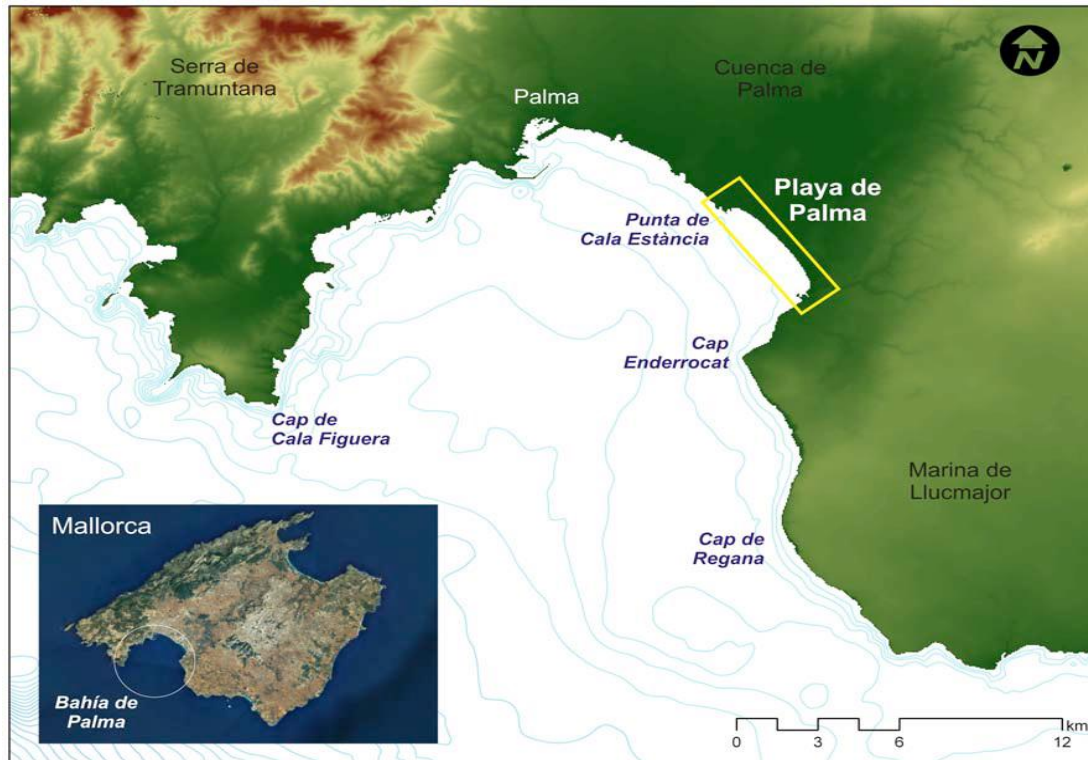 N
Serra de
Tramuntana
Palma
Cuenca de
Palma
Playa de
Palma
Punta de
Cala Estància
Cap
Enderrocat
Cap de
Cala Figuera
Marina de
Llucmajor
Cap de
Regana
Mallorca
Bahía de
Palma
km
0 3 6 12